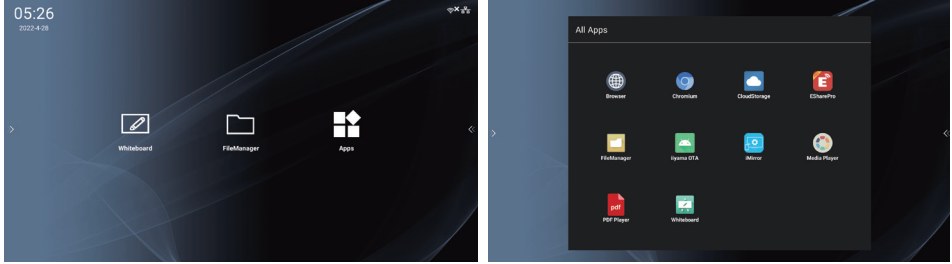 05:26
2022-4-28
Whiteboard FileManager Apps
All Apps
Browser Chromium CloudStorage ESharePro
FileManager iiyama OTA iMirror Media Player
pdf
PDF Player Whiteboard